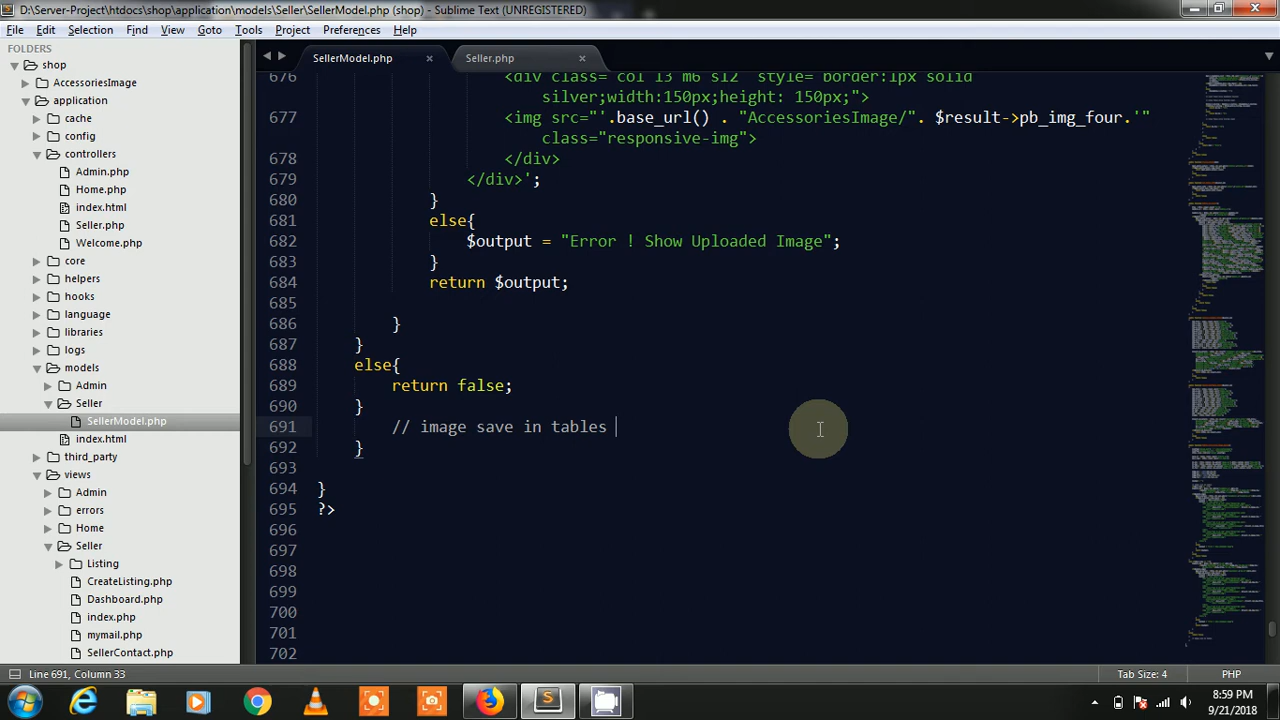 D:\Server-Project\htdocs\shop\application\models\Seller\SellerModel.php (shop) - Sublime Text (UNREGISTERED)
File Edit Selection Find View Goto Tools Project Preferences Help
FOLDERS
shop
AccessoriesImage
application
cache
config
controllers
Admin.php
Home.php
index.html
Seller.php
Welcome.php
core
helpers
hooks
language
libraries
logs
models
Admin
Seller
SellerModel.php
index.html
third_party
views
Admin
errors
Home
Seller
Listing
CreateListing.php
Dashboard.php
index.php
mymail.php
SellerContact.php
SellerModel.php × Seller.php ×
676 <div class="col l3 m6 s12" style="border:1px solid
silver;width:150px;height: 150px;">
677 <img src="'.base_url() . "AccessoriesImage/". $result->pb_img_four.'"
class="responsive-img">
678 </div>
679 </div>';
680 }
681 else{
682 $output = "Error ! Show Uploaded Image";
683 }
684 return $output;
685
686 }
687 }
688 else{
689 return false;
690 }
691 // image save in tables
692 }
693
694 }
695 ?>
696
697
698
699
700
701
702
Line 691, Column 33 Tab Size: 4 PHP
8:59 PM
9/21/2018